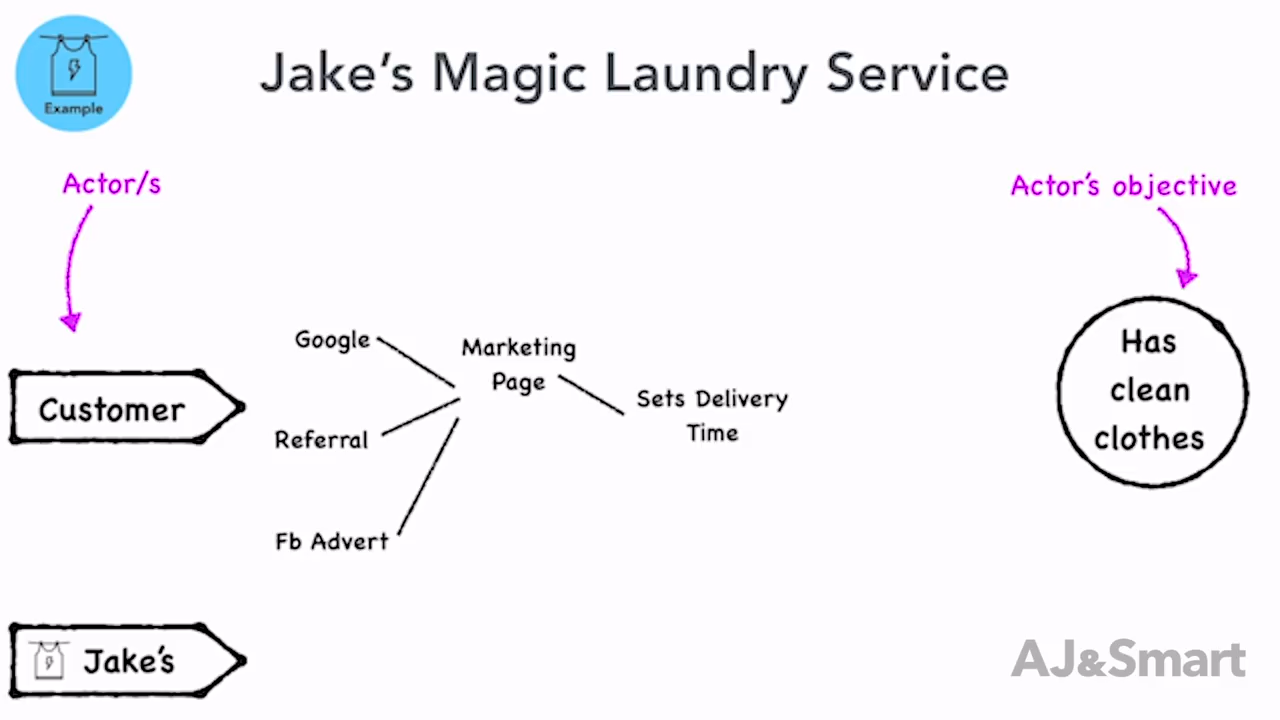 Example
Jake's Magic Laundry Service
Actor/s
Actor's objective
Customer
Google
Referral
Fb Advert
Marketing
Page
Sets Delivery
Time
Has
clean
clothes
Jake's
AJ&Smart